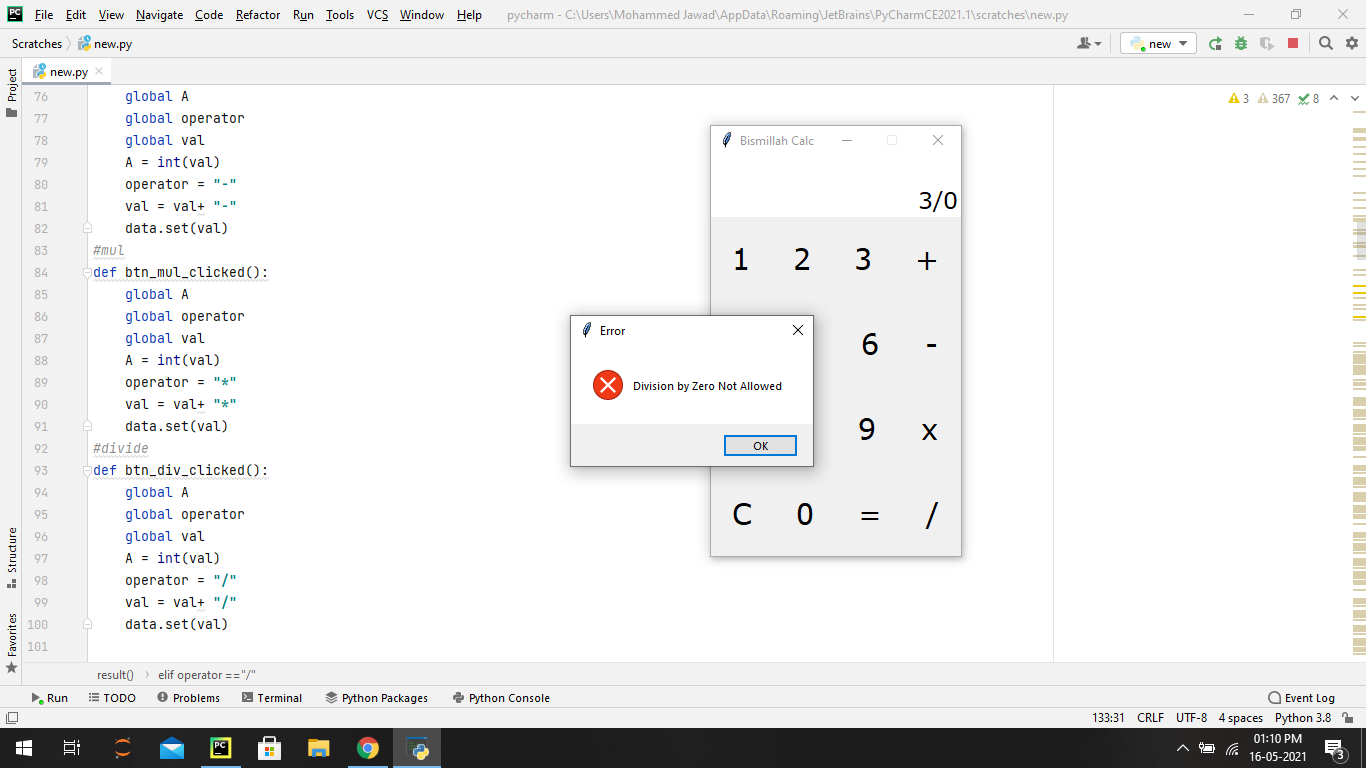 PC File Edit View Navigate Code Refactor Run Tools VCS Window Help pycharm - C:\Users\Mohammed Jawad\AppData\Roaming\JetBrains\PyCharmCE2021.1\scratches\new.py
Scratches new.py new
new.py
Project
76 global A
77 global operator
78 global val
79 A = int(val)
80 operator = "-"
81 val = val+ "-"
82 data.set(val)
83 #mul
84 def btn_mul_clicked():
85 global A
86 global operator
87 global val
88 A = int(val)
89 operator = "*"
90 val = val+ "*"
91 data.set(val)
92 #divide
93 def btn_div_clicked():
94 global A
95 global operator
96 global val
97 A = int(val)
98 operator = "/"
99 val = val+ "/"
100 data.set(val)
101
3 367 8
Bismillah Calc
3/0
1 2 3 +
6 -
9 x
C 0 = /
Error
Division by Zero Not Allowed
OK
Structure
Favorites
result() elif operator =="/"
Run TODO Problems Terminal Python Packages Python Console Event Log
133:31 CRLF UTF-8 4 spaces Python 3.8
PC
01:10 PM
16-05-2021
3